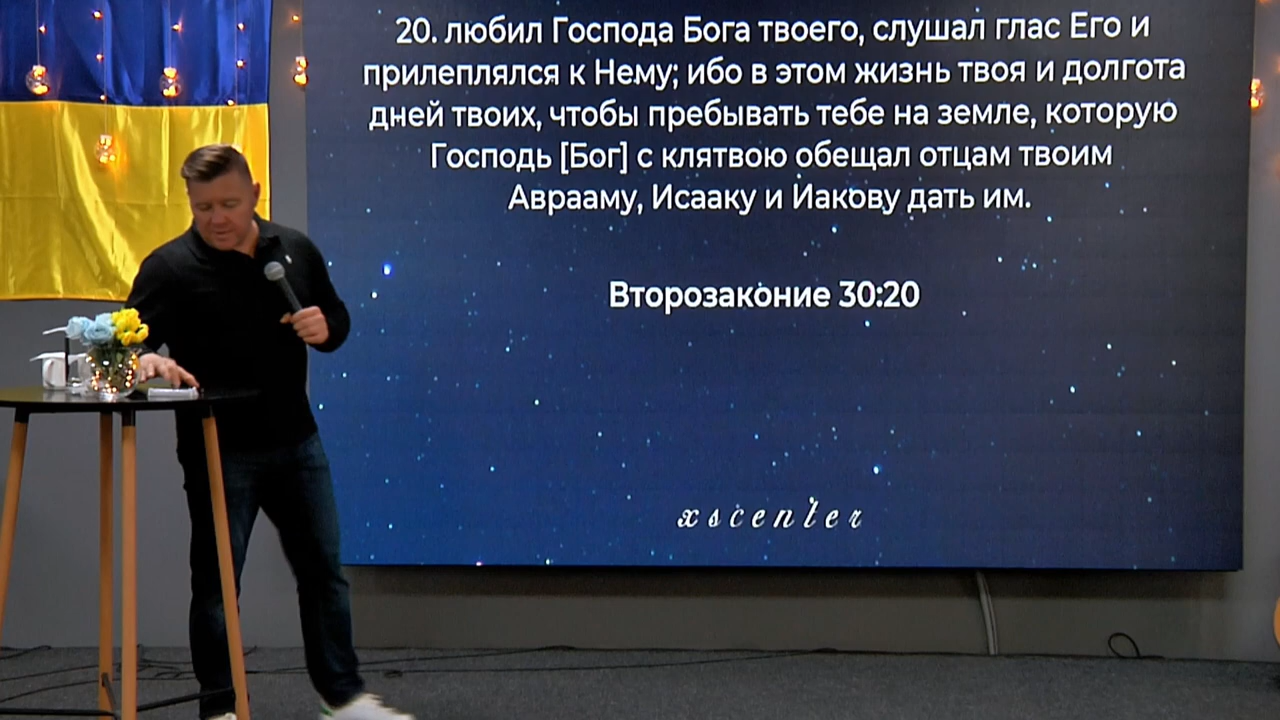 20. любил Господа Бога твоего, слушал глас Его и
прилеплялся к Нему; ибо в этом жизнь твоя и долгота
дней твоих, чтобы пребывать тебе на земле, которую
Господь [Бог] с клятвою обещал отцам твоим
Аврааму, Исааку и Иакову дать им.
Второзаконие 30:20
xscenter